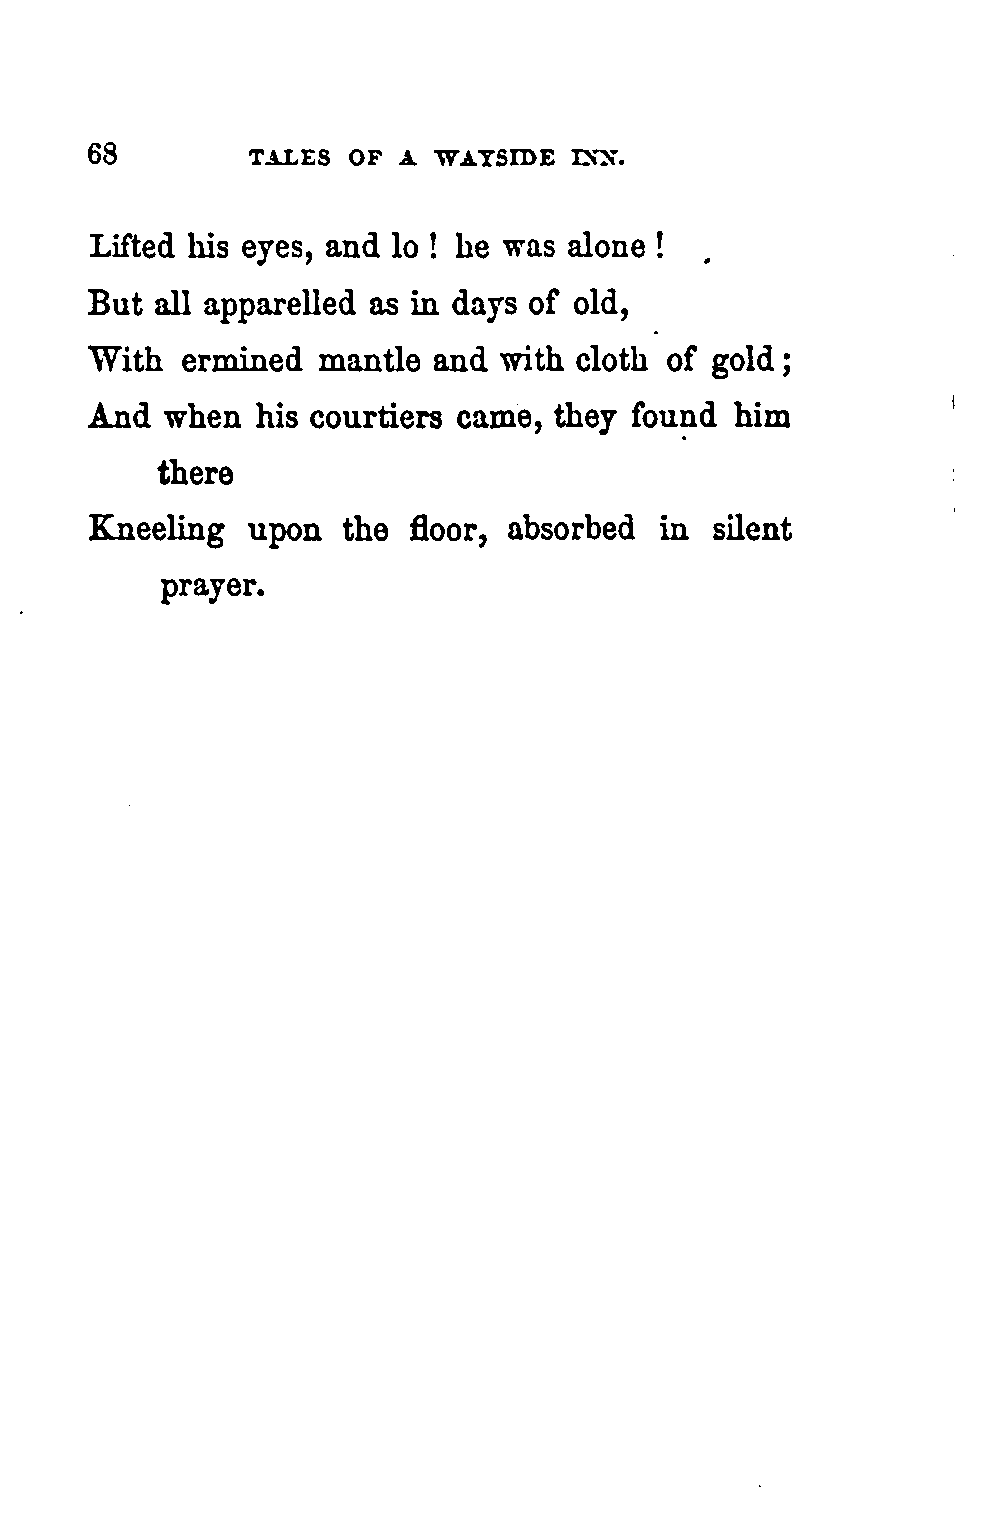 68 TALES OF A WAYSIDE INN.
Lifted his eyes, and lo! he was alone!
But all apparelled as in days of old,
With ermined mantle and with cloth of gold;
And when his courtiers came, they found him
there
Kneeling upon the floor, absorbed in silent
prayer.